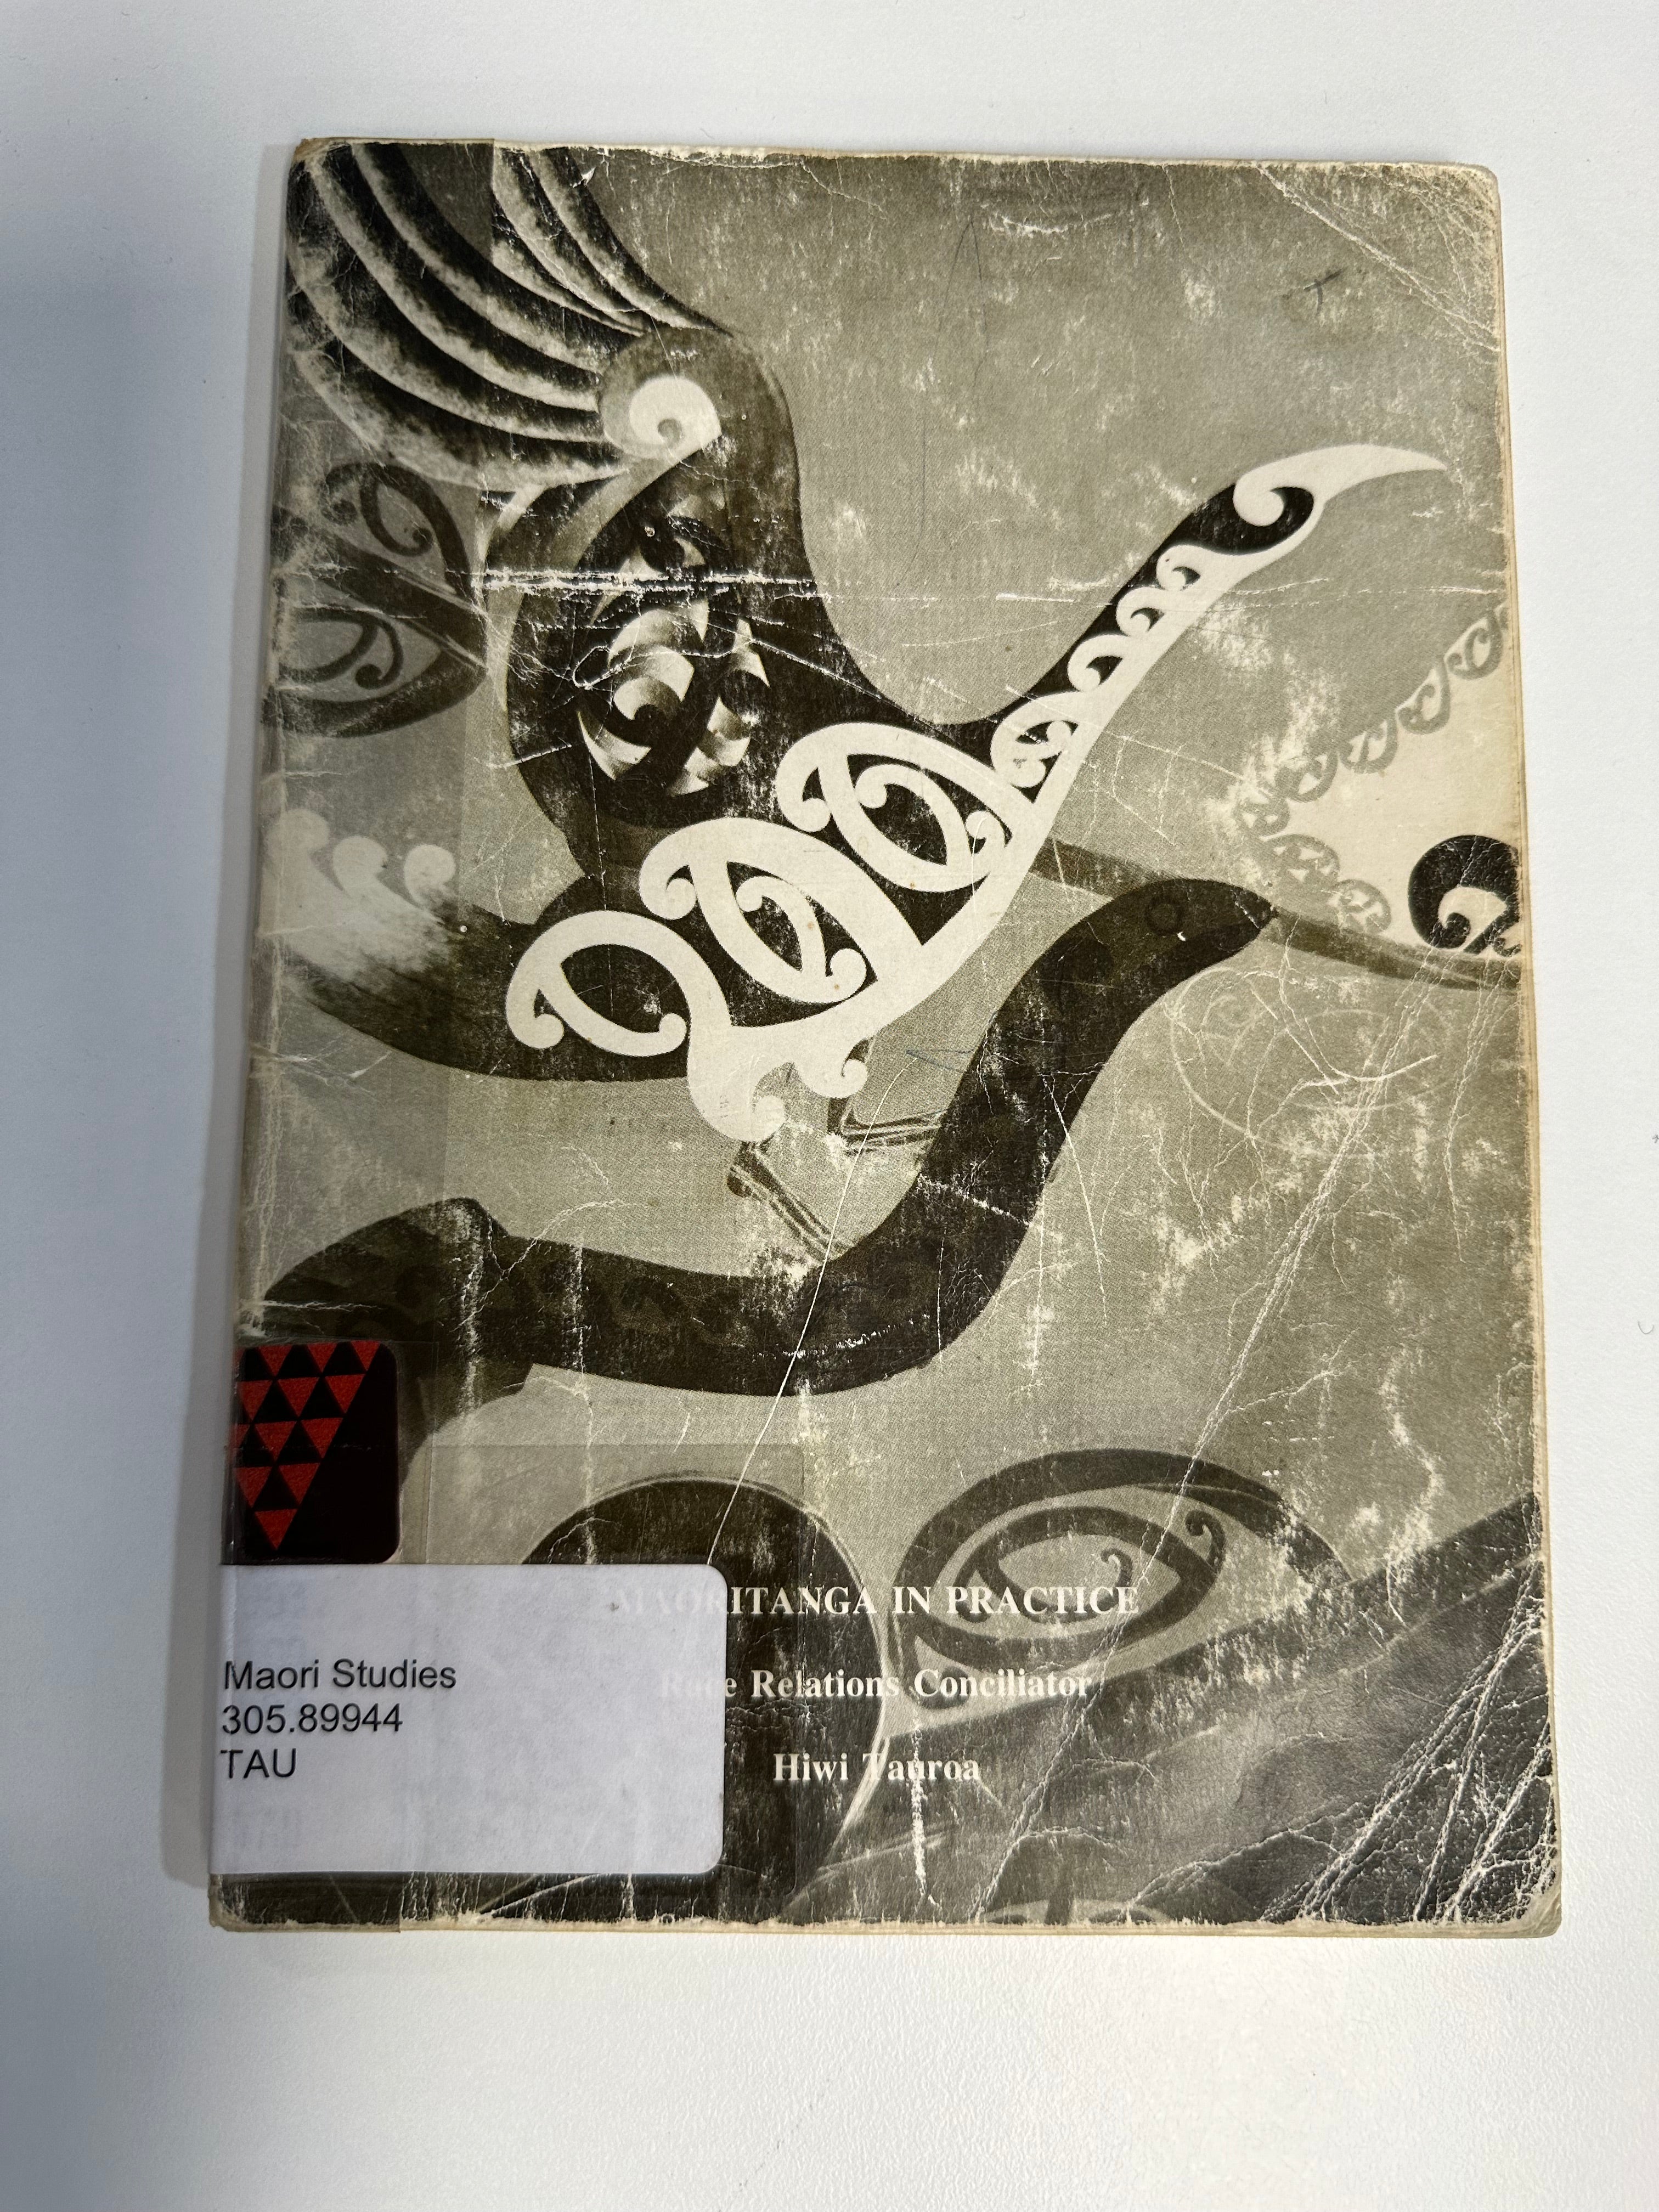 MAORITANGA IN PRACTICE
Race Relations Conciliator
Hiwi Tauroa
Maori Studies
305.89944
TAU